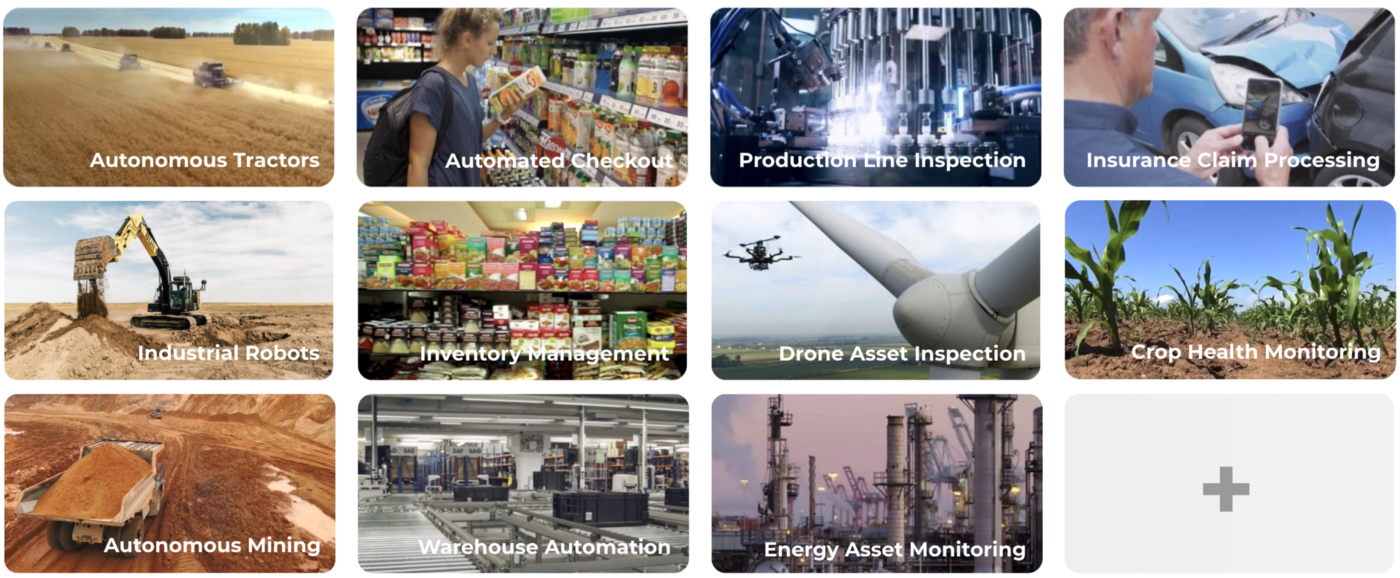 Autonomous Tractors
Automated Checkout
Production Line Inspection
Insurance Claim Processing
Industrial Robots
Inventory Management
Drone Asset Inspection
Crop Health Monitoring
Autonomous Mining
Warehouse Automation
Energy Asset Monitoring